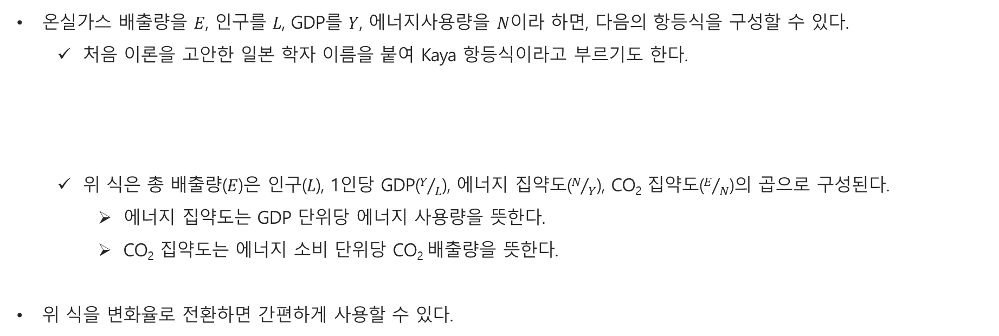 • 온실가스 배출량을 E, 인구를 L, GDP를 Y, 에너지사용량을 N이라 하면, 다음의 항등식을 구성할 수 있다.
✓ 처음 이론을 고안한 일본 학자 이름을 붙여 Kaya 항등식이라고 부르기도 한다.
✓ 위 식은 총 배출량(E)은 인구(L), 1인당 GDP(Y/L), 에너지 집약도(N/Y), CO₂ 집약도(E/N)의 곱으로 구성된다.
➢ 에너지 집약도는 GDP 단위당 에너지 사용량을 뜻한다.
➢ CO₂ 집약도는 에너지 소비 단위당 CO₂ 배출량을 뜻한다.
• 위 식을 변화율로 전환하면 간편하게 사용할 수 있다.